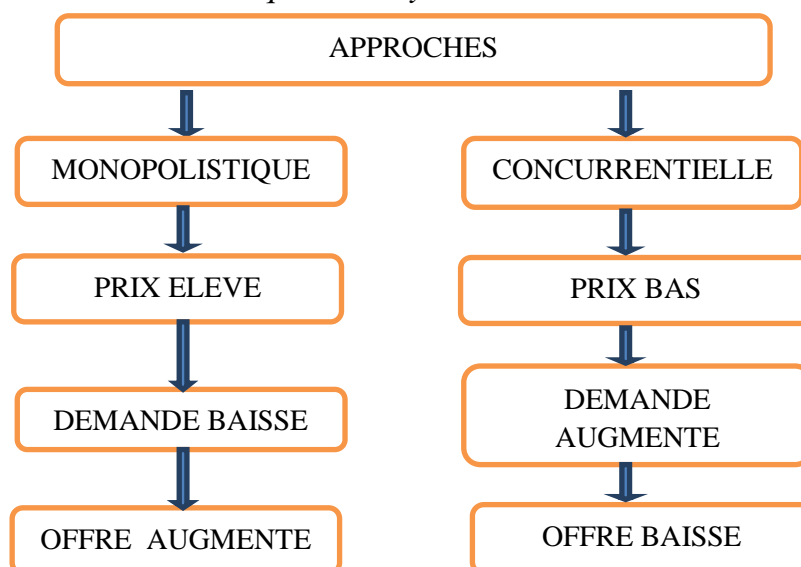 APPROCHES
MONOPOLISTIQUE
CONCURRENTIELLE
PRIX ELEVE
PRIX BAS
DEMANDE BAISSE
DEMANDE
AUGMENTE
OFFRE AUGMENTE
OFFRE BAISSE